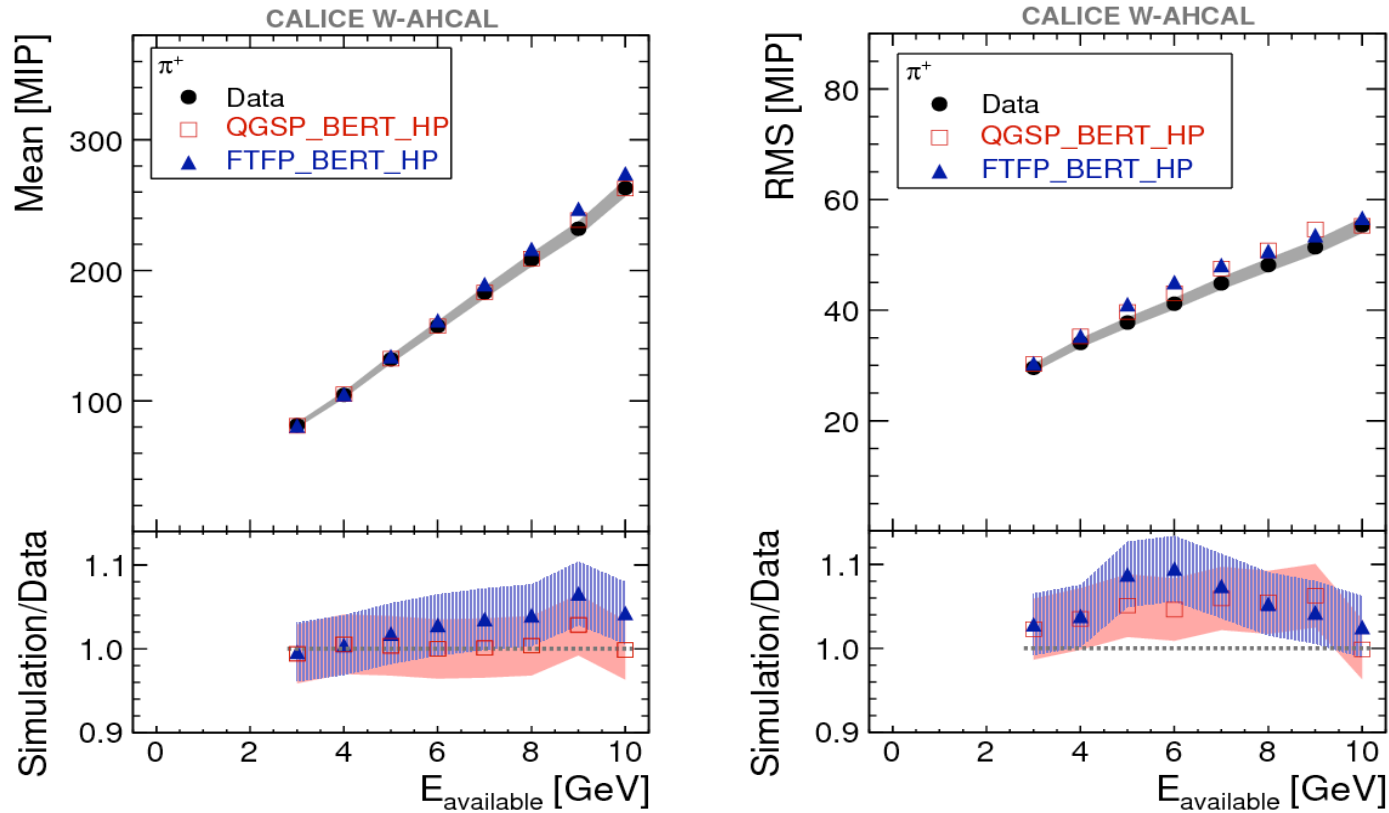 CALICE W-AHCAL
Mean [MIP]
π+
Data
QGSP_BERT_HP
FTFP_BERT_HP
300
200
100
Simulation/Data
1.1
1.0
0.9
0 2 4 6 8 10
Eavailable [GeV]
CALICE W-AHCAL
RMS [MIP]
π+
Data
QGSP_BERT_HP
FTFP_BERT_HP
80
60
40
20
Simulation/Data
1.1
1.0
0.9
0 2 4 6 8 10
Eavailable [GeV]